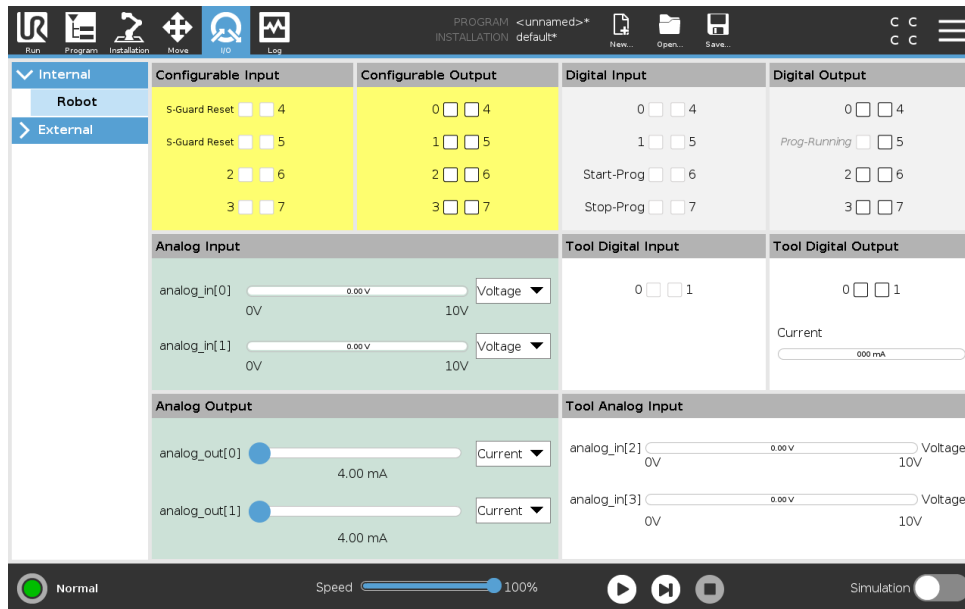 PROGRAM <unnamed>*
INSTALLATION default*
C C
C C
UR
Run Program Installation Move I/O Log New... Open... Save...
Internal
Robot
External
Configurable Input
S-Guard Reset 4
S-Guard Reset 5
2 6
3 7
Configurable Output
0 4
1 5
2 6
3 7
Digital Input
0 4
1 5
Start-Prog 6
Stop-Prog 7
Digital Output
0 4
Prog-Running 5
2 6
3 7
Analog Input
analog_in[0] 0.00 V Voltage
0V 10V
analog_in[1] 0.00 V Voltage
0V 10V
Tool Digital Input
0 1
Tool Digital Output
0 1
Current
000 mA
Analog Output
analog_out[0] Current
4.00 mA
analog_out[1] Current
4.00 mA
Tool Analog Input
analog_in[2] 0.00 V Voltage
0V 10V
analog_in[3] 0.00 V Voltage
0V 10V
Normal Speed 100% Simulation